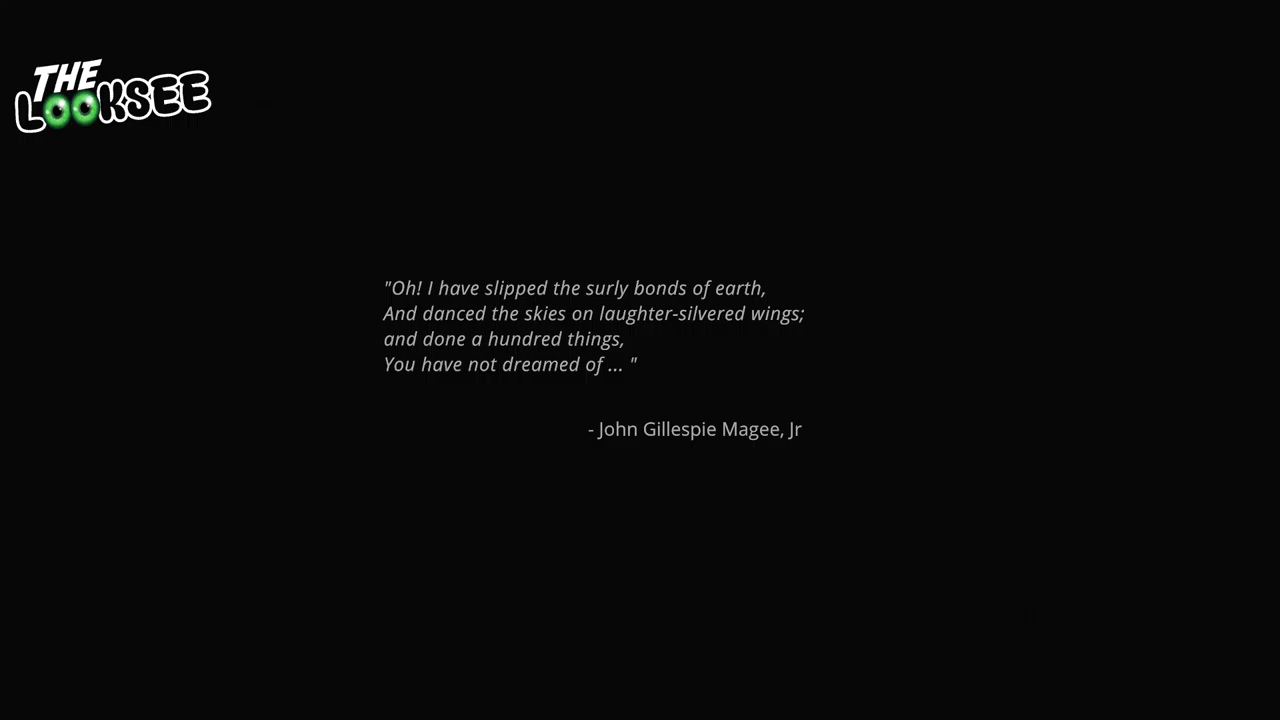 THE
LOOKSEE
"Oh! I have slipped the surly bonds of earth,
And danced the skies on laughter-silvered wings;
and done a hundred things,
You have not dreamed of ... "
- John Gillespie Magee, Jr